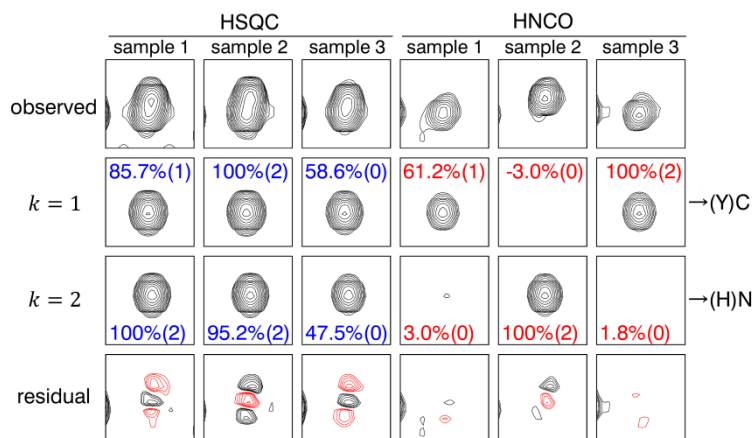 HSQC HNCO
sample 1 sample 2 sample 3 sample 1 sample 2 sample 3
observed
85.7%(1) 100%(2) 58.6%(0) 61.2%(1) -3.0%(0) 100%(2)
k = 1 →(Y)C
k = 2 →(H)N
100%(2) 95.2%(2) 47.5%(0) 3.0%(0) 100%(2) 1.8%(0)
residual